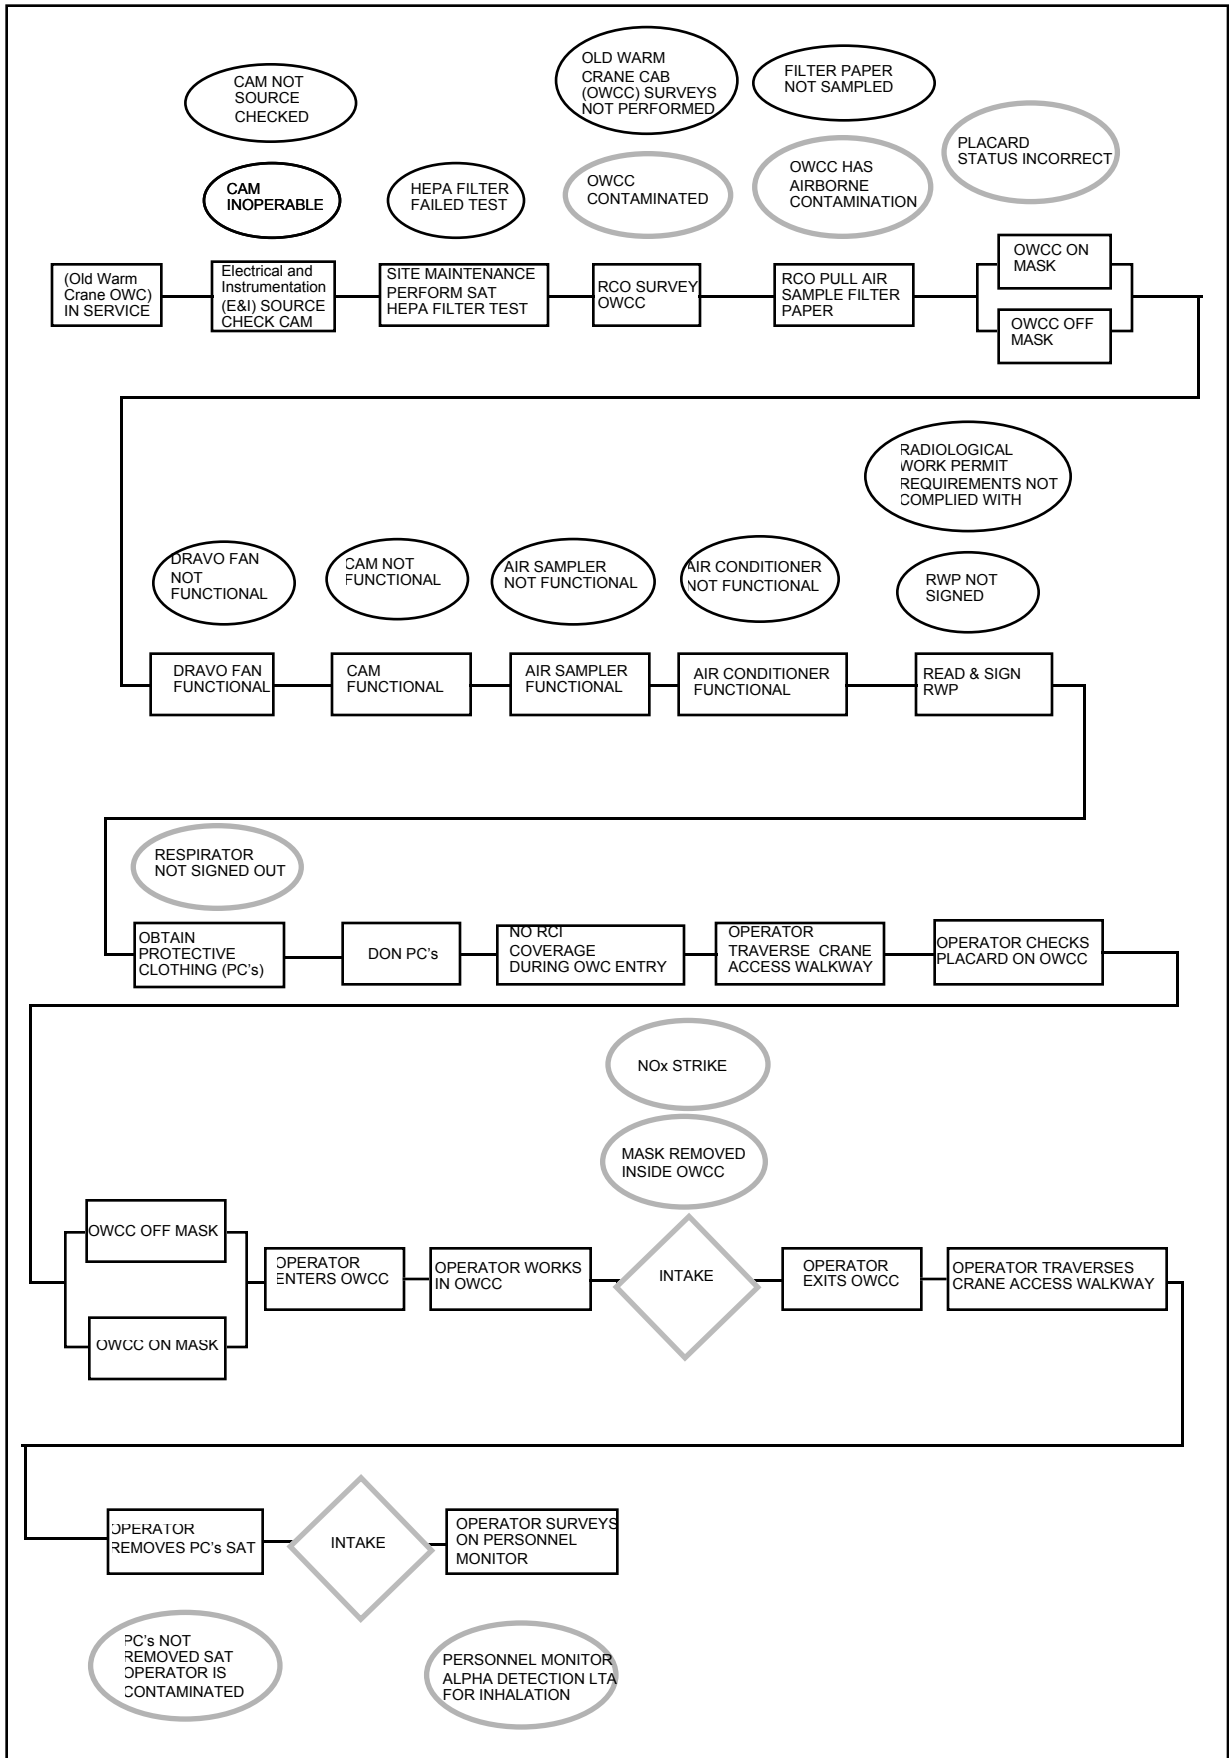 CAM NOT
SOURCE
CHECKED
OLD WARM
CRANE CAB
(OWCC) SURVEYS
NOT PERFORMED
FILTER PAPER
NOT SAMPLED
PLACARD
STATUS INCORRECT
CAM
INOPERABLE
HEPA FILTER
FAILED TEST
OWCC
CONTAMINATED
OWCC HAS
AIRBORNE
CONTAMINATION
(Old Warm
Crane OWC)
IN SERVICE
Electrical and
Instrumentation
(E&I) SOURCE
CHECK CAM
SITE MAINTENANCE
PERFORM SAT
HEPA FILTER TEST
RCO SURVEY
OWCC
RCO PULL AIR
SAMPLE FILTER
PAPER
OWCC ON
MASK
OWCC OFF
MASK
RADIOLOGICAL
WORK PERMIT
REQUIREMENTS NOT
COMPLIED WITH
DRAVO FAN
NOT
FUNCTIONAL
CAM NOT
FUNCTIONAL
AIR SAMPLER
NOT FUNCTIONAL
AIR CONDITIONER
NOT FUNCTIONAL
RWP NOT
SIGNED
DRAVO FAN
FUNCTIONAL
CAM
FUNCTIONAL
AIR SAMPLER
FUNCTIONAL
AIR CONDITIONER
FUNCTIONAL
READ & SIGN
RWP
RESPIRATOR
NOT SIGNED OUT
OBTAIN
PROTECTIVE
CLOTHING (PC's)
DON PC's
NO RCI
COVERAGE
DURING OWC ENTRY
OPERATOR
TRAVERSE CRANE
ACCESS WALKWAY
OPERATOR CHECKS
PLACARD ON OWCC
NOx STRIKE
MASK REMOVED
INSIDE OWCC
OWCC OFF MASK
OWCC ON MASK
OPERATOR
ENTERS OWCC
OPERATOR WORKS
IN OWCC
INTAKE
OPERATOR
EXITS OWCC
OPERATOR TRAVERSES
CRANE ACCESS WALKWAY
OPERATOR
REMOVES PC's SAT
INTAKE
OPERATOR SURVEYS
ON PERSONNEL
MONITOR
PC's NOT
REMOVED SAT
OPERATOR IS
CONTAMINATED
PERSONNEL MONITOR
ALPHA DETECTION LTA
FOR INHALATION